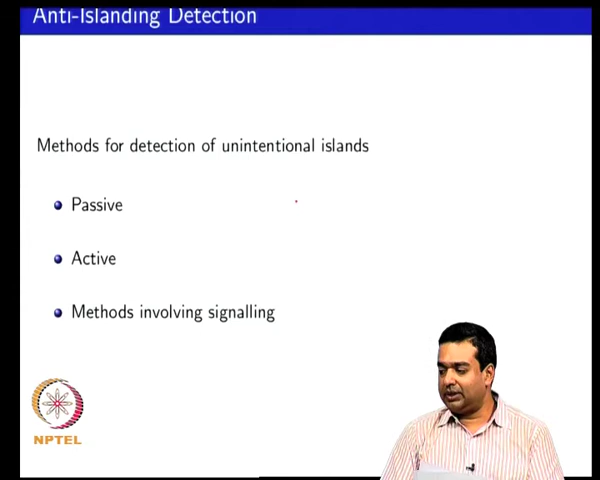 Anti-Islanding Detection
Methods for detection of unintentional islands
Passive
Active
Methods involving signalling
NPTEL